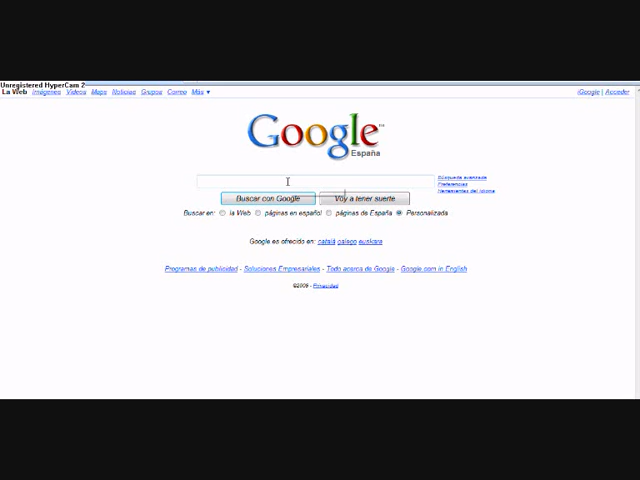 Unregistered HyperCam 2
La Web Imágenes Vídeos Maps Noticias Grupos Correo Más ▼ iGoogle | Acceder
Google™
España
Búsqueda avanzada
Preferencias
Herramientas del idioma
Buscar con Google Voy a tener suerte
Buscar en: la Web páginas en español páginas de España Personalizada
Google es ofrecido en: català galego euskara
Programas de publicidad - Soluciones Empresariales - Todo acerca de Google - Google.com in English
©2009 - Privacidad